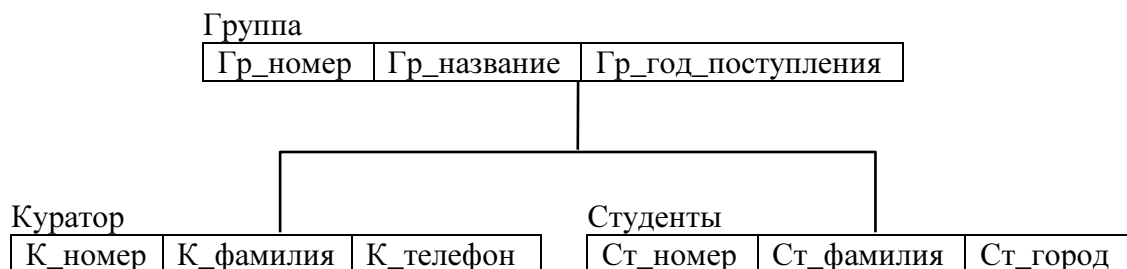 Группа
Гр_номер Гр_название Гр_год_поступления
Куратор Студенты
К_номер К_фамилия К_телефон Ст_номер Ст_фамилия Ст_город